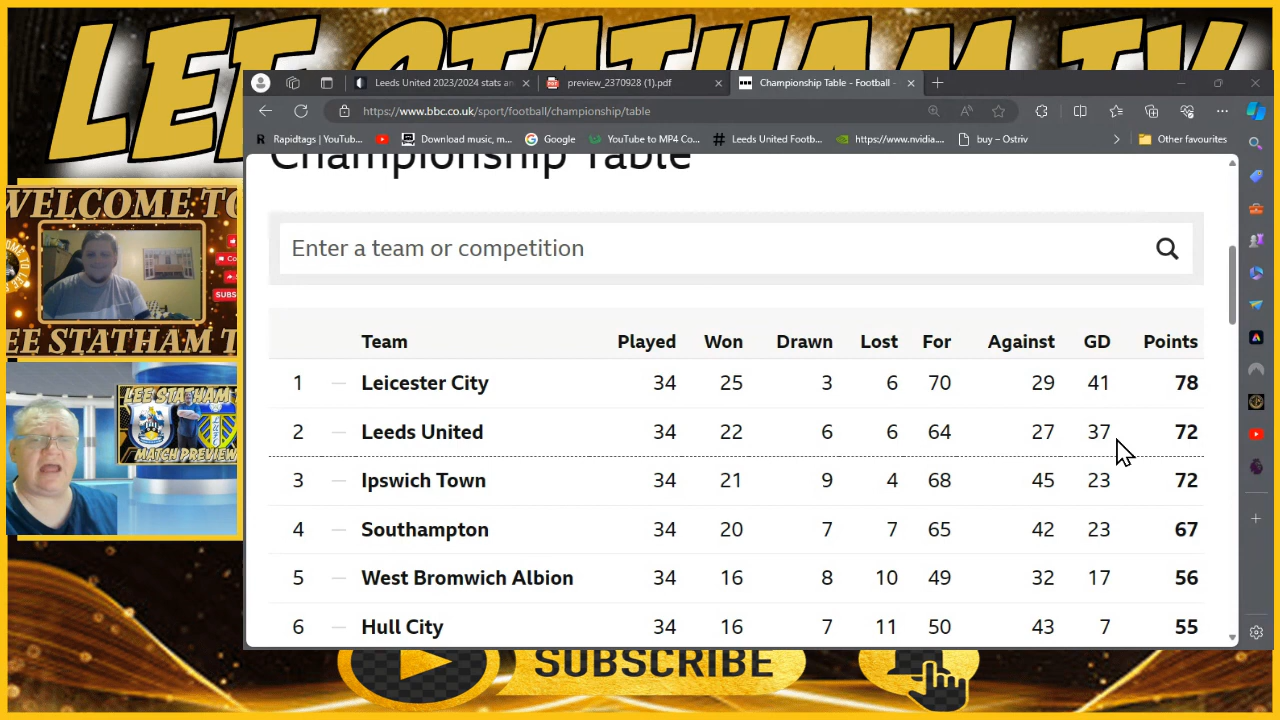 LEE STATHAM TV
Leeds United 2023/2024 stats an
preview_2370928 (1).pdf
Championship Table - Football -
https://www.bbc.co.uk/sport/football/championship/table
Rapidtags | YouTub...
Download music, m...
Google
YouTube to MP4 Co...
Leeds United Footb...
https://www.nvidia....
buy – Ostriv
Other favourites
Championship Table
Enter a team or competition
Team Played Won Drawn Lost For Against GD Points
1 Leicester City 34 25 3 6 70 29 41 78
2 Leeds United 34 22 6 6 64 27 37 72
3 Ipswich Town 34 21 9 4 68 45 23 72
4 Southampton 34 20 7 7 65 42 23 67
5 West Bromwich Albion 34 16 8 10 49 32 17 56
6 Hull City 34 16 7 11 50 43 7 55
WELCOME TO
SUBS
LEE STATHAM T
LEE STATHAM
MATCH PREVIEW
SUBSCRIBE